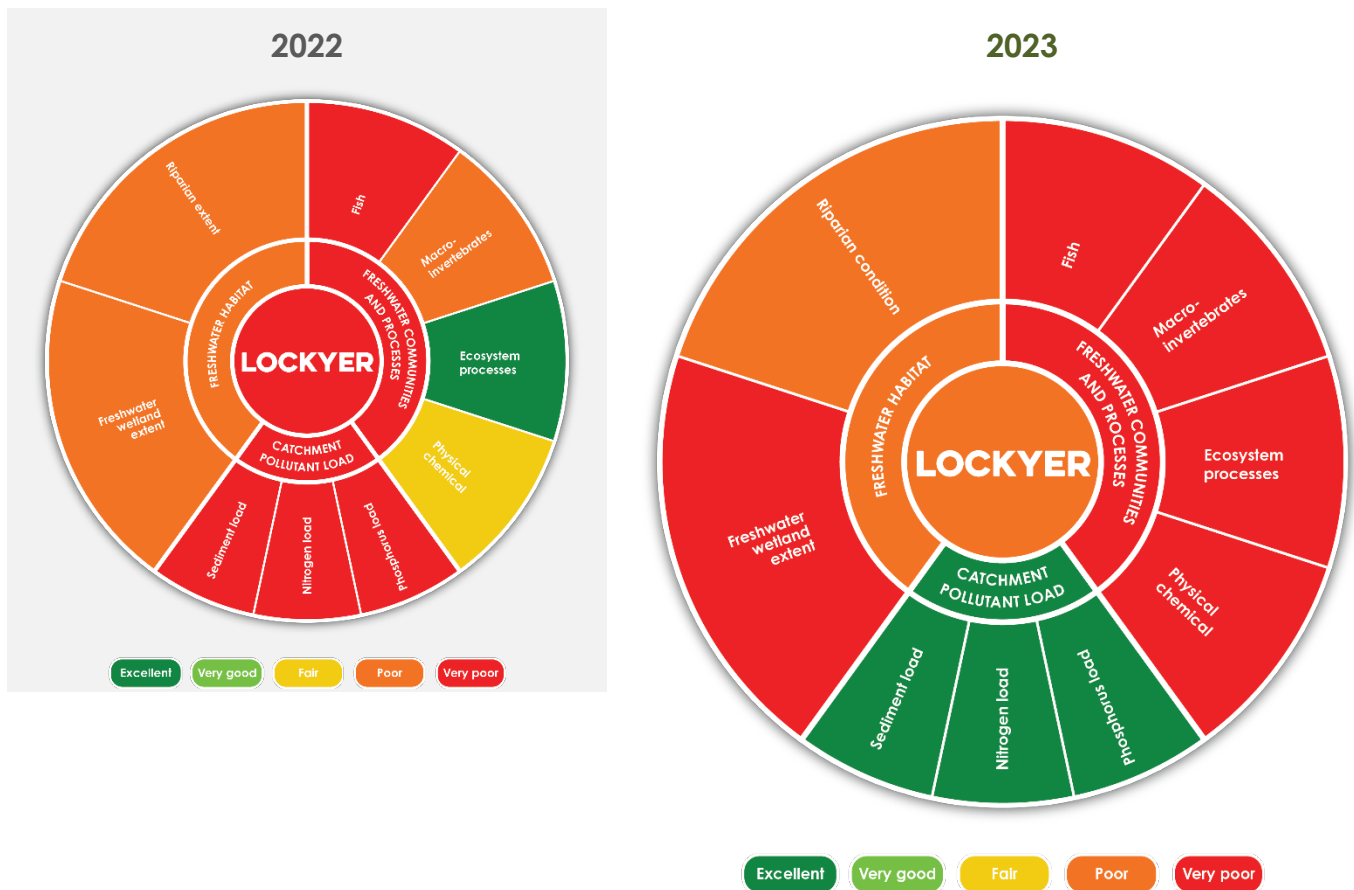 2022
Riparian extent
Fish
Macro-
invertebrates
FRESHWATER HABITAT
FRESHWATER COMMUNITIES
AND PROCESSES
LOCKYER
Ecosystem
processes
Freshwater
wetland
extent
Physical
chemical
CATCHMENT
POLLUTANT LOAD
Sediment load
Nitrogen load
Phosphorus load
Excellent
Very good
Fair
Poor
Very poor
2023
Riparian condition
Fish
Macro-
invertebrates
FRESHWATER HABITAT
FRESHWATER COMMUNITIES
AND PROCESSES
LOCKYER
Ecosystem
processes
Freshwater
wetland
extent
Physical
chemical
CATCHMENT
POLLUTANT LOAD
Sediment load
Nitrogen load
Phosphorus load
Excellent
Very good
Fair
Poor
Very poor